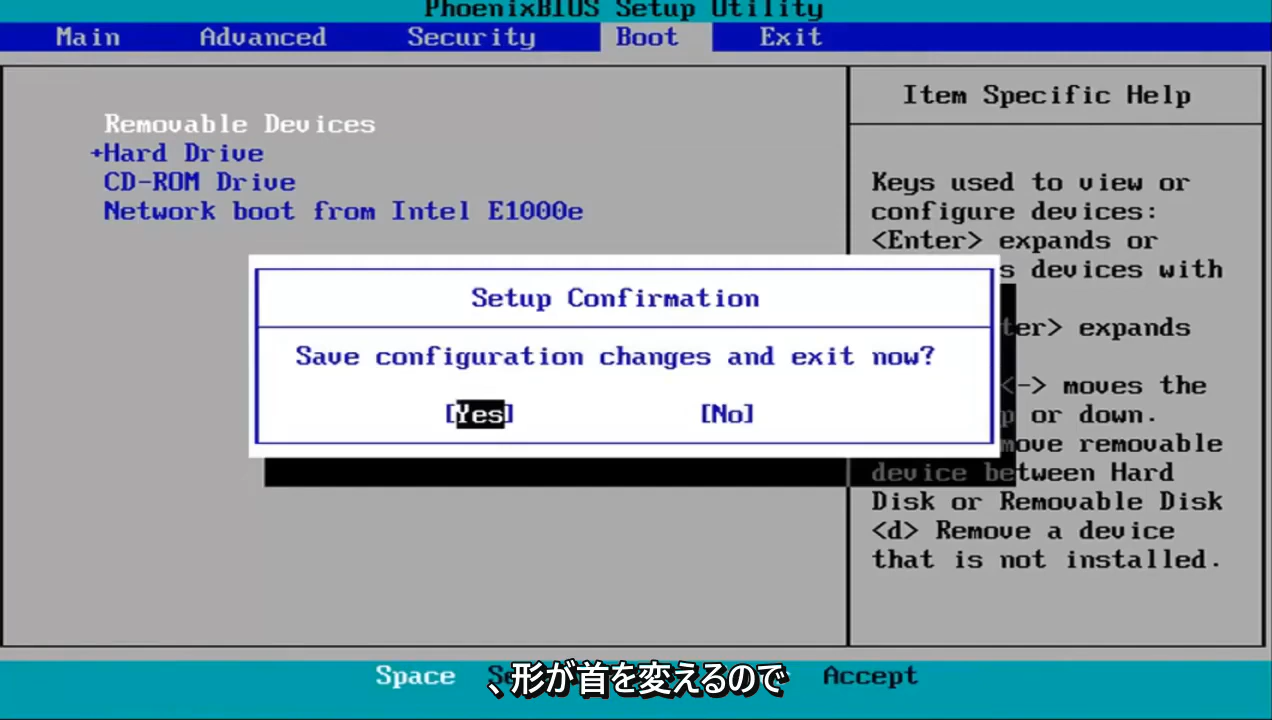 PhoenixBIOS Setup Utility
Main Advanced Security Boot Exit
Removable Devices
+Hard Drive
CD-ROM Drive
Network boot from Intel E1000e
Setup Confirmation
Save configuration changes and exit now?
[Yes] [No]
Item Specific Help
Keys used to view or
configure devices:
<Enter> expands or
s devices with
ter> expands
<-> moves the
p or down.
move removable
device between Hard
Disk or Removable Disk
<d> Remove a device
that is not installed.
Space Accept
、形が首を変えるので